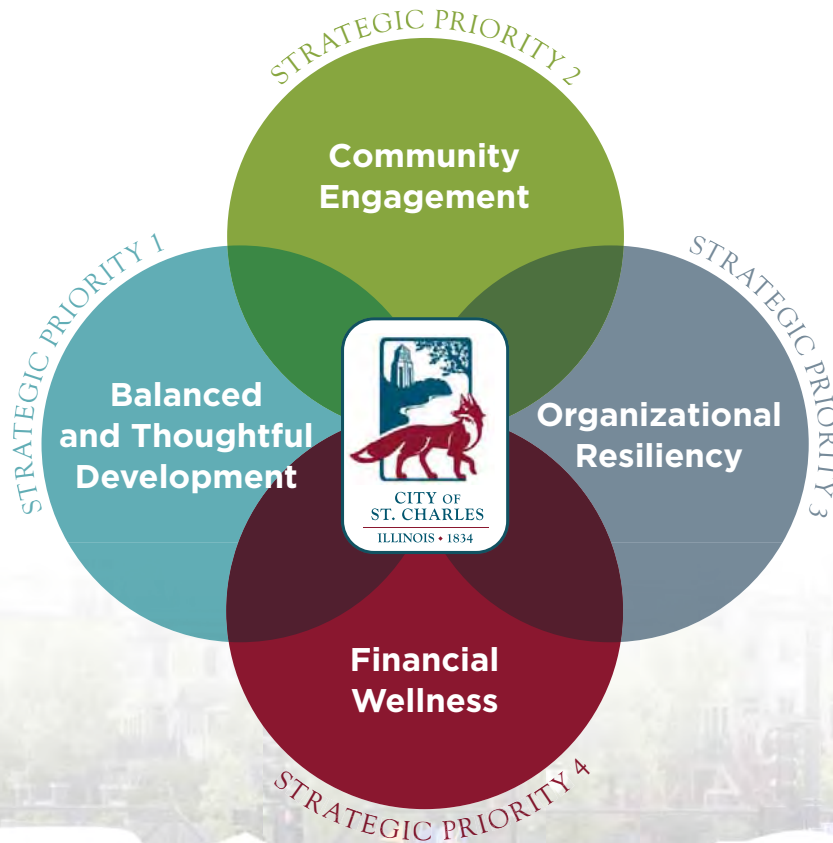 STRATEGIC PRIORITY 2
Community
Engagement
STRATEGIC PRIORITY 1
Balanced
and Thoughtful
Development
STRATEGIC PRIORITY 3
Organizational
Resiliency
CITY OF
ST. CHARLES
ILLINOIS • 1834
Financial
Wellness
STRATEGIC PRIORITY 4